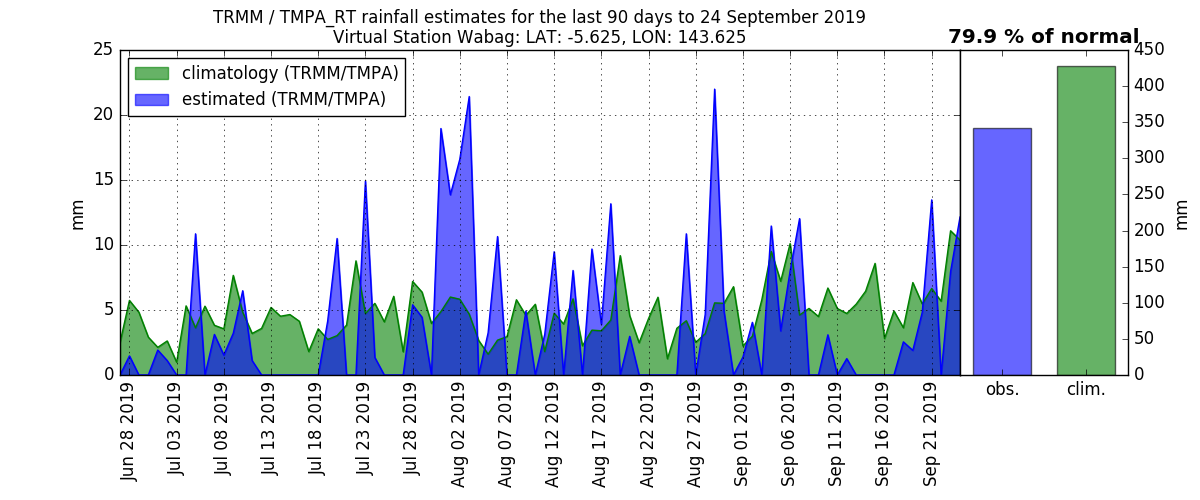 TRMM / TMPA_RT rainfall estimates for the last 90 days to 24 September 2019
Virtual Station Wabag: LAT: -5.625, LON: 143.625
79.9 % of normal
climatology (TRMM/TMPA)
estimated (TRMM/TMPA)
25
20
15
10
5
0
mm
450
400
350
300
250
200
150
100
50
0
mm
Jun 28 2019
Jul 03 2019
Jul 08 2019
Jul 13 2019
Jul 18 2019
Jul 23 2019
Jul 28 2019
Aug 02 2019
Aug 07 2019
Aug 12 2019
Aug 17 2019
Aug 22 2019
Aug 27 2019
Sep 01 2019
Sep 06 2019
Sep 11 2019
Sep 16 2019
Sep 21 2019
obs.
clim.